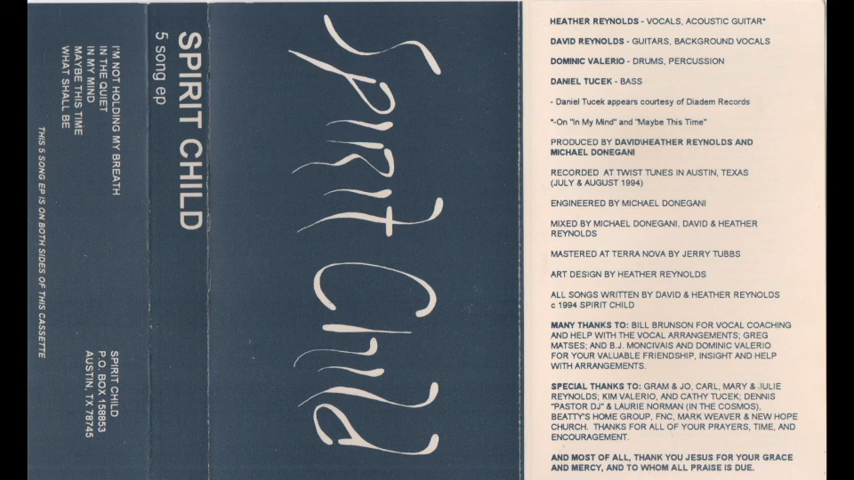 I'M NOT HOLDING MY BREATH
IN THE QUIET
IN MY MIND
MAYBE THIS TIME
WHAT SHALL BE
THIS 5 SONG EP IS ON BOTH SIDES OF THIS CASSETTE
SPIRIT CHILD
P.O. BOX 158853
AUSTIN, TX 78745
SPIRIT CHILD
5 song ep
Spirit Child
HEATHER REYNOLDS - VOCALS, ACOUSTIC GUITAR*
DAVID REYNOLDS - GUITARS, BACKGROUND VOCALS
DOMINIC VALERIO - DRUMS, PERCUSSION
DANIEL TUCEK - BASS
- Daniel Tucek appears courtesy of Diadem Records
*-On "In My Mind" and "Maybe This Time"
PRODUCED BY DAVID\HEATHER REYNOLDS AND
MICHAEL DONEGANI
RECORDED AT TWIST TUNES IN AUSTIN, TEXAS
(JULY & AUGUST 1994)
ENGINEERED BY MICHAEL DONEGANI
MIXED BY MICHAEL DONEGANI, DAVID & HEATHER
REYNOLDS
MASTERED AT TERRA NOVA BY JERRY TUBBS
ART DESIGN BY HEATHER REYNOLDS
ALL SONGS WRITTEN BY DAVID & HEATHER REYNOLDS
c 1994 SPIRIT CHILD
MANY THANKS TO: BILL BRUNSON FOR VOCAL COACHING
AND HELP WITH THE VOCAL ARRANGEMENTS; GREG
MATSES; AND B.J. MONCIVAIS AND DOMINIC VALERIO
FOR YOUR VALUABLE FRIENDSHIP, INSIGHT AND HELP
WITH ARRANGEMENTS.
SPECIAL THANKS TO: GRAM & JO, CARL, MARY & JULIE
REYNOLDS; KIM VALERIO, AND CATHY TUCEK; DENNIS
"PASTOR DJ" & LAURIE NORMAN (IN THE COSMOS),
BEATTY'S HOME GROUP, FNC, MARK WEAVER & NEW HOPE
CHURCH. THANKS FOR ALL OF YOUR PRAYERS, TIME, AND
ENCOURAGEMENT.
AND MOST OF ALL, THANK YOU JESUS FOR YOUR GRACE
AND MERCY, AND TO WHOM ALL PRAISE IS DUE.